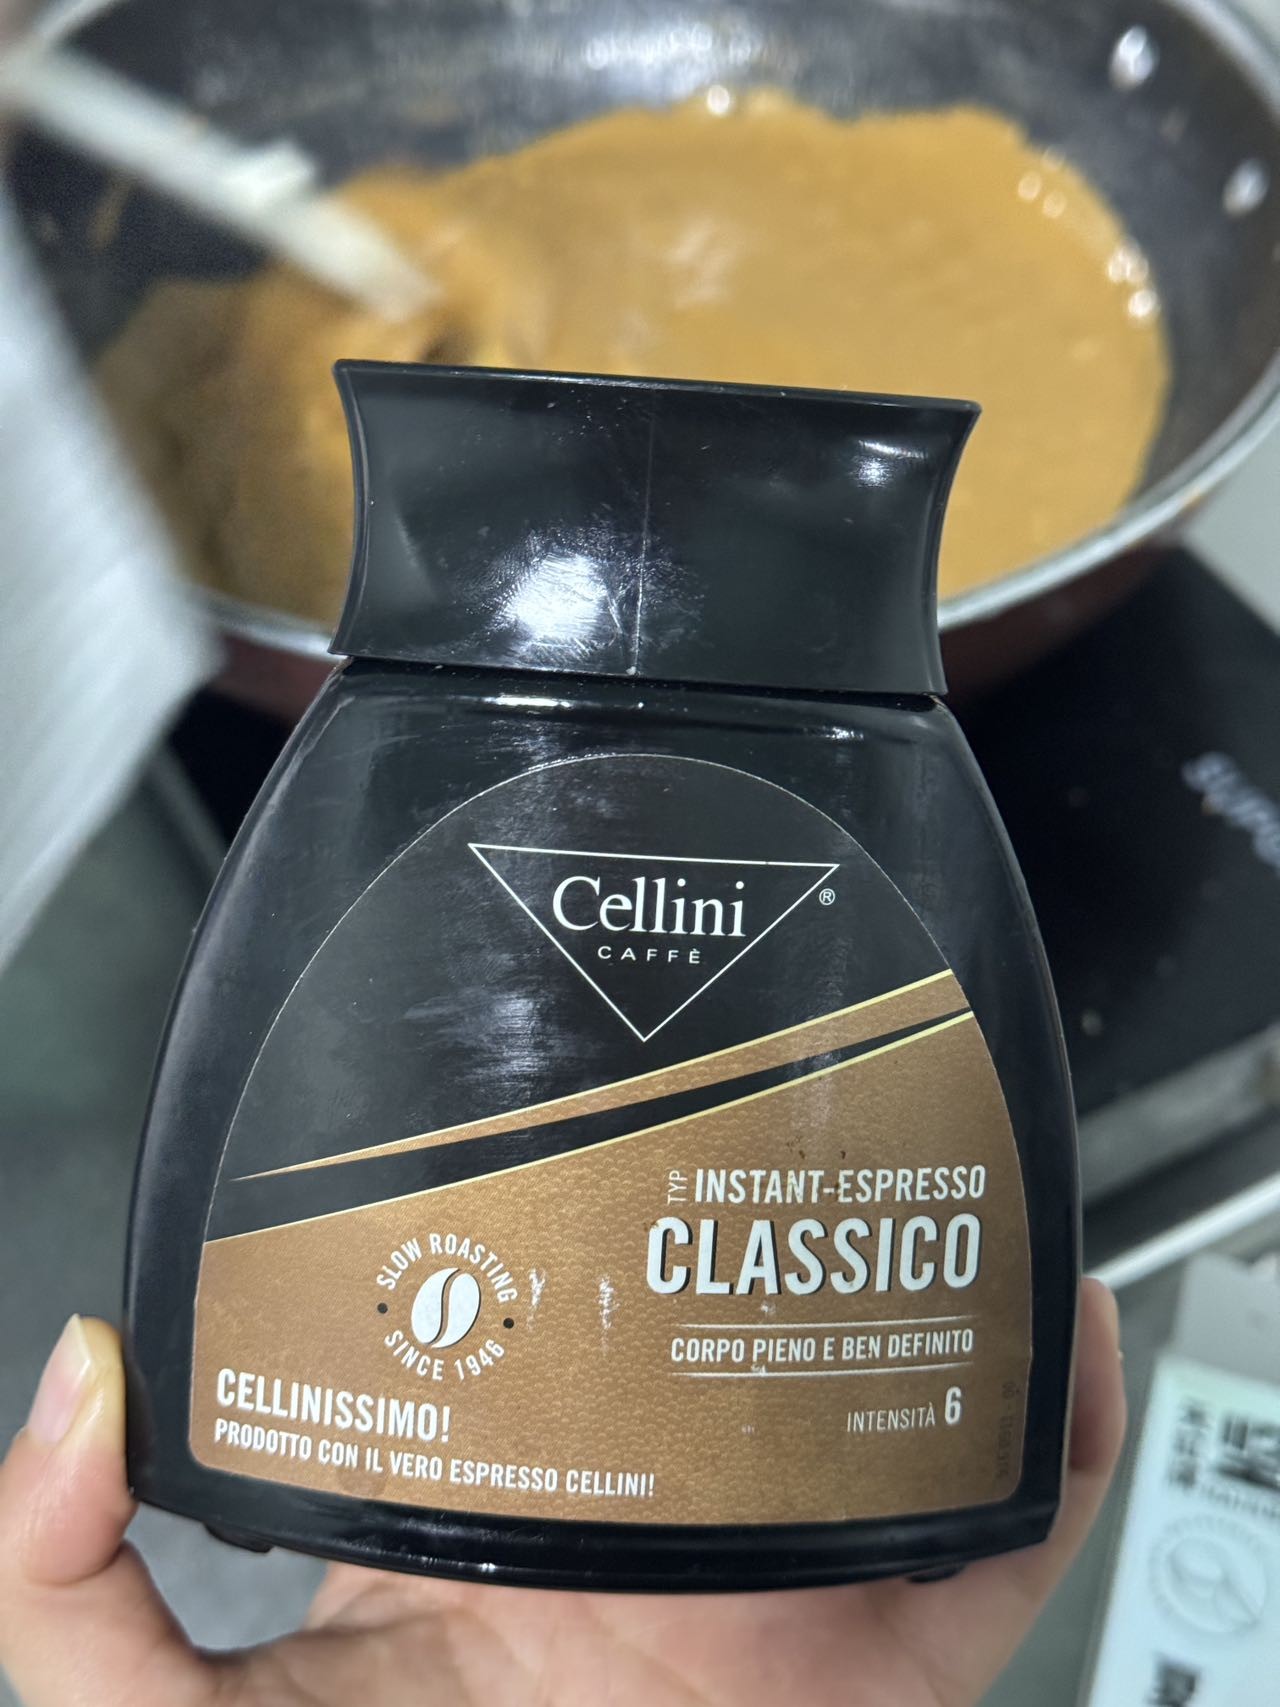 Cellini
®
CAFFÈ
TYP INSTANT-ESPRESSO
CLASSICO
CORPO PIENO E BEN DEFINITO
INTENSITÀ 6
SLOW ROASTING
SINCE 1946
CELLINISSIMO!
PRODOTTO CON IL VERO ESPRESSO CELLINI!